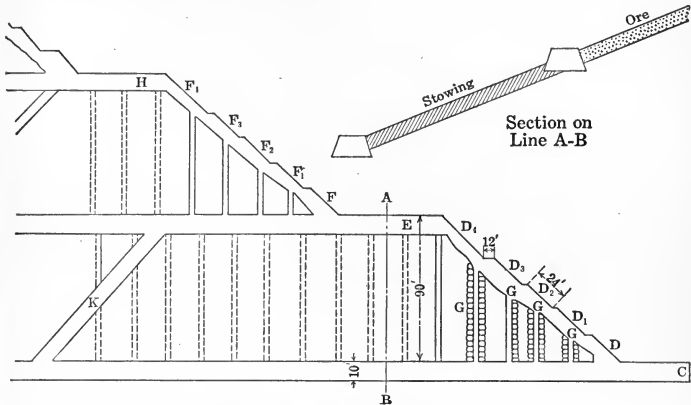 Ore
Stowing
Section on
Line A-B
H
F₁
F₃
F₂
F₁
F
A
E
D₄
12'
D₃
24'
D₂
D₁
D
K
90'
G
G
G
G
10
C
B